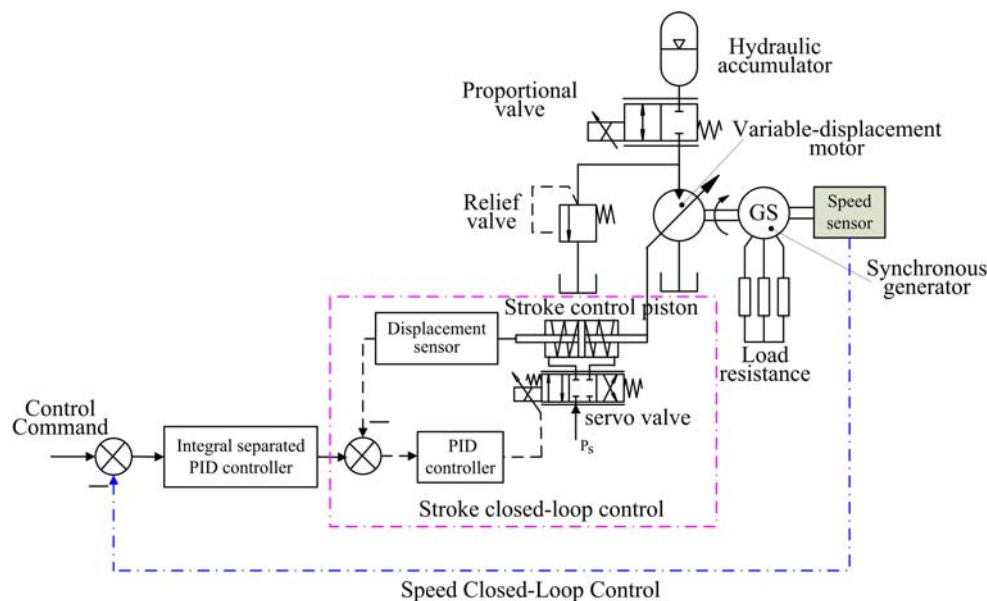 Hydraulic
accumulator
Proportional
valve
Variable-displacement
motor
Relief
valve
GS
Speed
sensor
Synchronous
generator
Stroke control piston
Displacement
sensor
Load
resistance
servo valve
Ps
Control
Command
Integral separated
PID controller
PID
controller
Stroke closed-loop control
Speed Closed-Loop Control